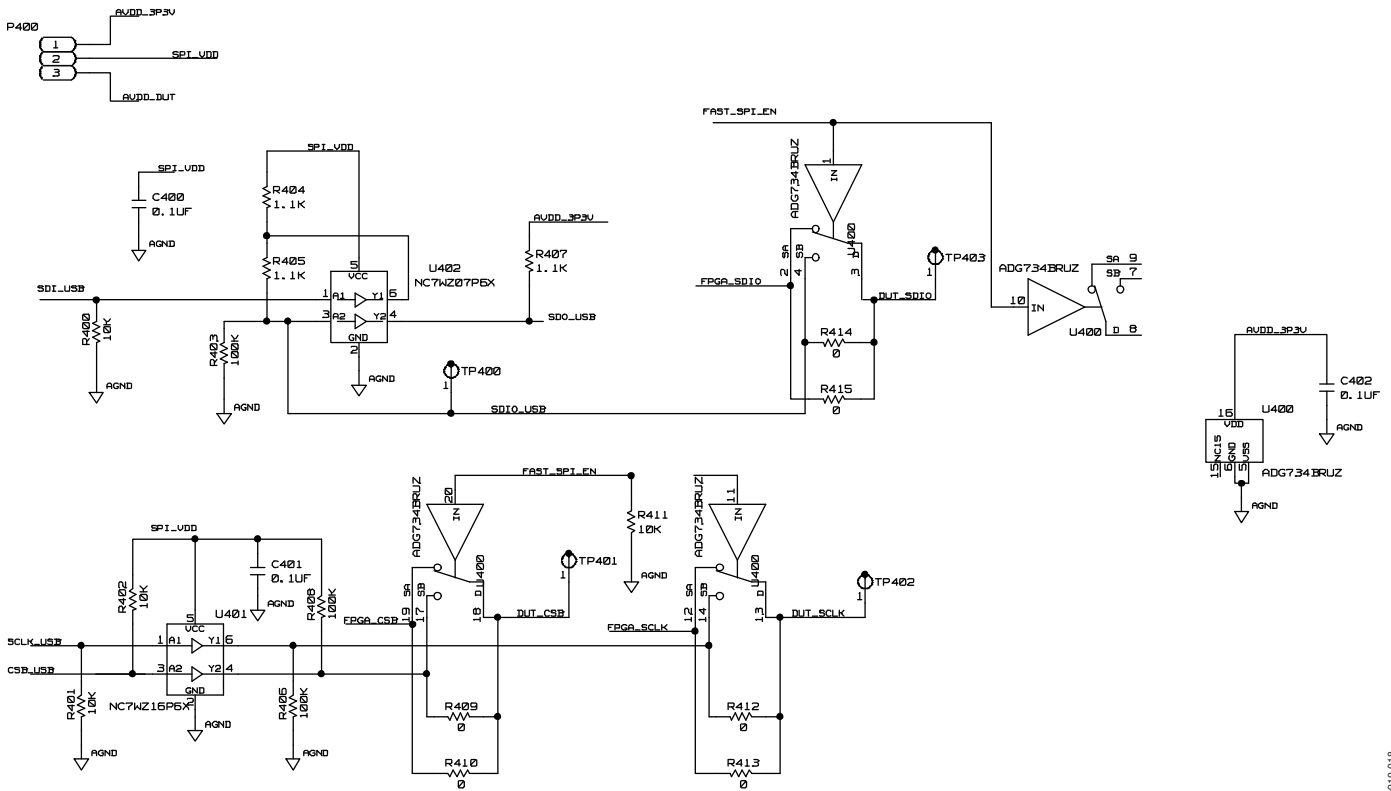 P400
AVDD_3P3V
1
2
3
SPI_VDD
AVDD_DUT
SPI_VDD
C400
0.1UF
AGND
SPI_VDD
R404
1.1K
R405
1.1K
U402
NC7WZ07P6X
5
VCC
1 A1 Y1 6
3 A2 Y2 4
GND
2
AGND
SDI_USB
R400
10K
AGND
R403
100K
AGND
AVDD_3P3V
R407
1.1K
SDO_USB
TP400
1
SDIO_USB
FAST_SPI_EN
ADG734BRUZ
1
IN
U400
SA
2
SB
4
D
3
FPGA_SDIO
DUT_SDIO
TP403
1
R414
0
R415
0
ADG734BRUZ
10 IN
U400
SA 9
SB 7
D 8
AVDD_3P3V
C402
0.1UF
AGND
16
VDD
U400
NC15
15
GND
6
VSS
5
ADG734BRUZ
AGND
SPI_VDD
R402
10K
C401
0.1UF
AGND
R408
100K
U401
5
VCC
1 A1 Y1 6
3 A2 Y2 4
GND
2
NC7WZ16P6X
AGND
SCLK_USB
CSB_USB
R401
10K
AGND
R406
100K
AGND
FAST_SPI_EN
ADG734BRUZ
20
IN
U400
SA
19
SB
17
D
18
FPGA_CSB
DUT_CSB
TP401
1
R411
10K
AGND
R409
0
R410
0
ADG734BRUZ
11
IN
U400
SA
12
SB
14
D
13
FPGA_SCLK
DUT_SCLK
TP402
1
R412
0
R413
0